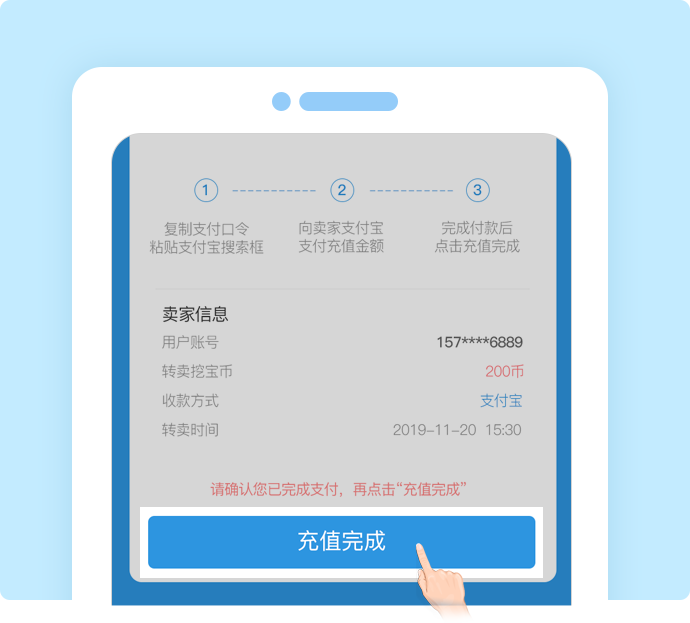 1
2
3
复制支付口令
粘贴支付宝搜索框
向卖家支付宝
支付充值金额
完成付款后
点击充值完成
卖家信息
用户账号 157****6889
转卖挖宝币 200币
收款方式 支付宝
转卖时间 2019-11-20 15:30
请确认您已完成支付，再点击“充值完成”
充值完成